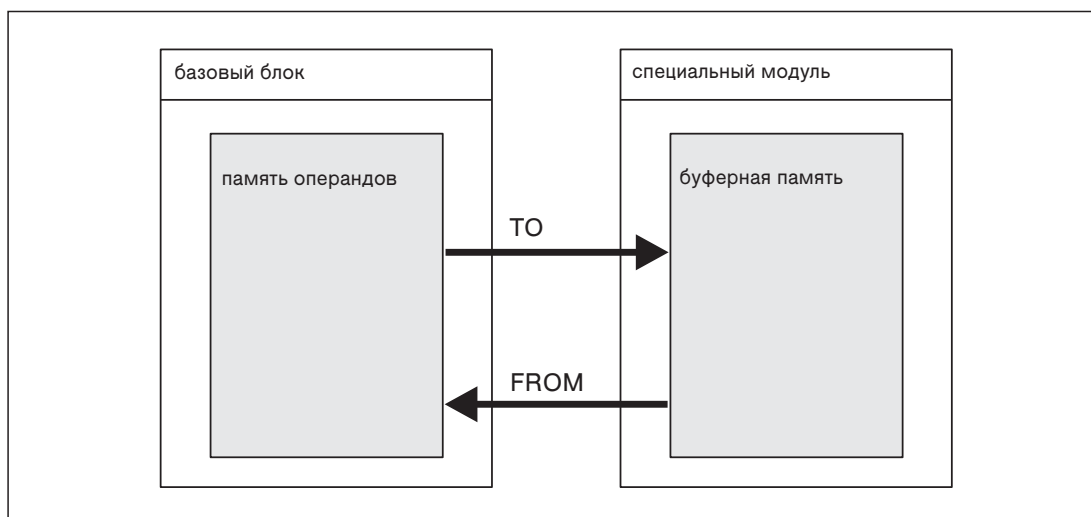 базовый блок
специальный модуль
память операндов
буферная память
TO
FROM